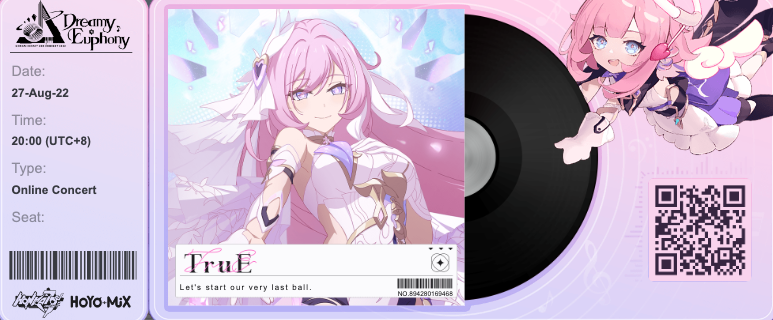 Dreamy
Euphony
Date:
27-Aug-22
Time:
20:00 (UTC+8)
Type:
Online Concert
Seat:
HOYO-MiX
TruE
Let's start our very last ball.
NO.894280169468